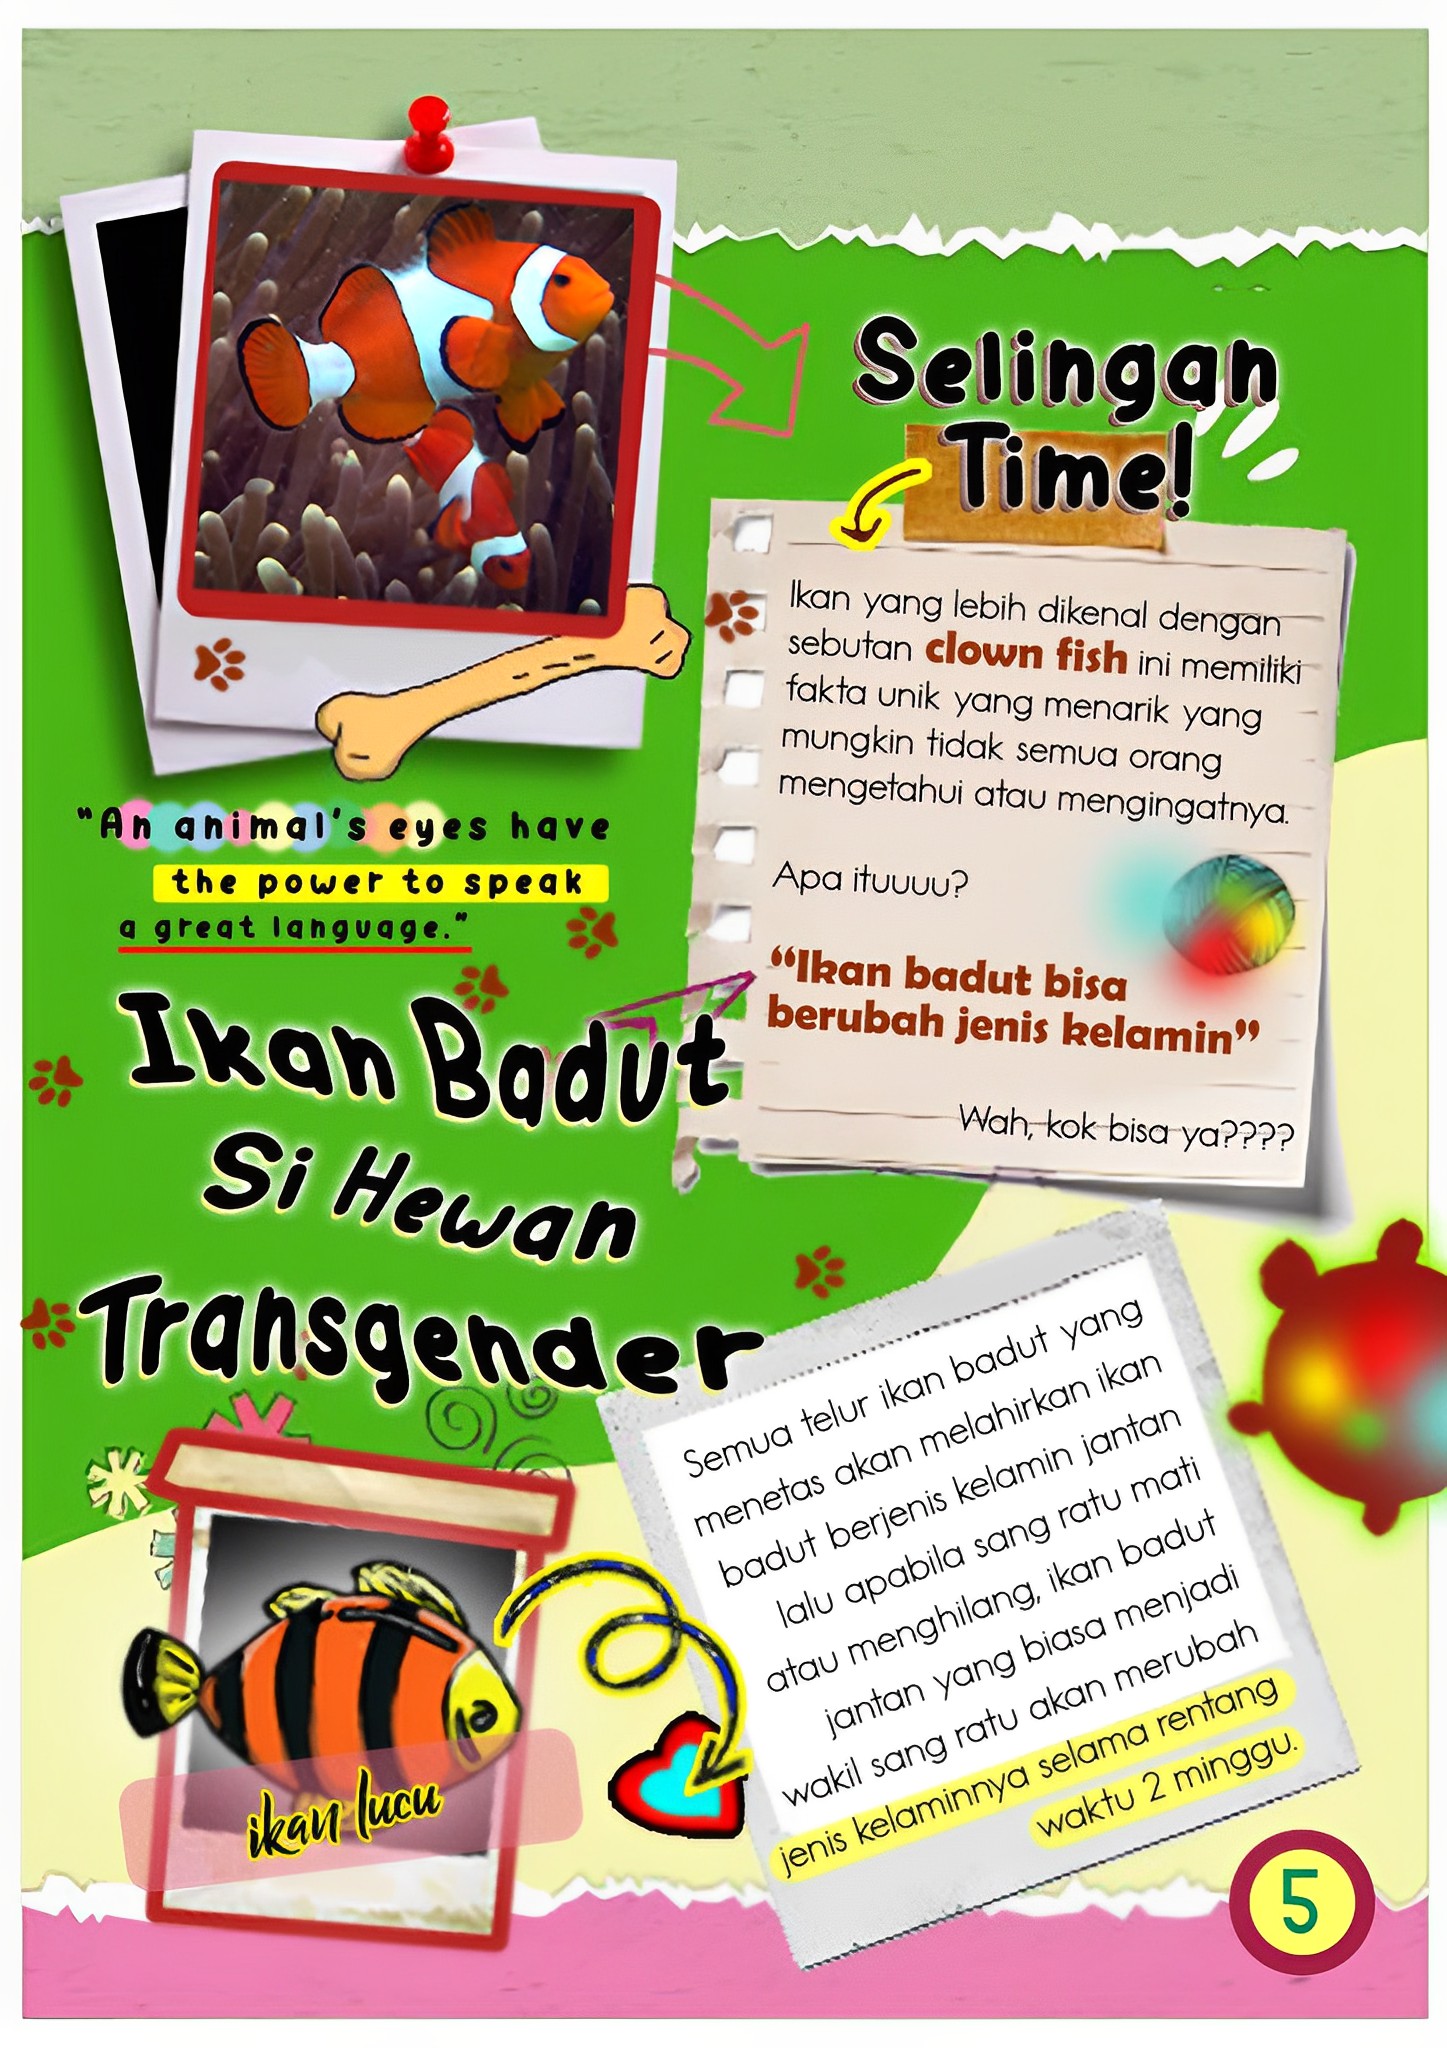 Selingan
Time!
Ikan yang lebih dikenal dengan
sebutan clown fish ini memiliki
fakta unik yang menarik yang
mungkin tidak semua orang
mengetahui atau mengingatnya.
Apa ituuuu?
“Ikan badut bisa
berubah jenis kelamin”
Wah, kok bisa ya????
"An animal's eyes have
the power to speak
a great language."
Ikan Badut
Si Hewan
Transgender
Semua telur ikan badut yang
menetas akan melahirkan ikan
badut berjenis kelamin jantan
lalu apabila sang ratu mati
atau menghilang, ikan badut
jantan yang biasa menjadi
wakil sang ratu akan merubah
jenis kelaminnya selama rentang
waktu 2 minggu.
ikan lucu
5